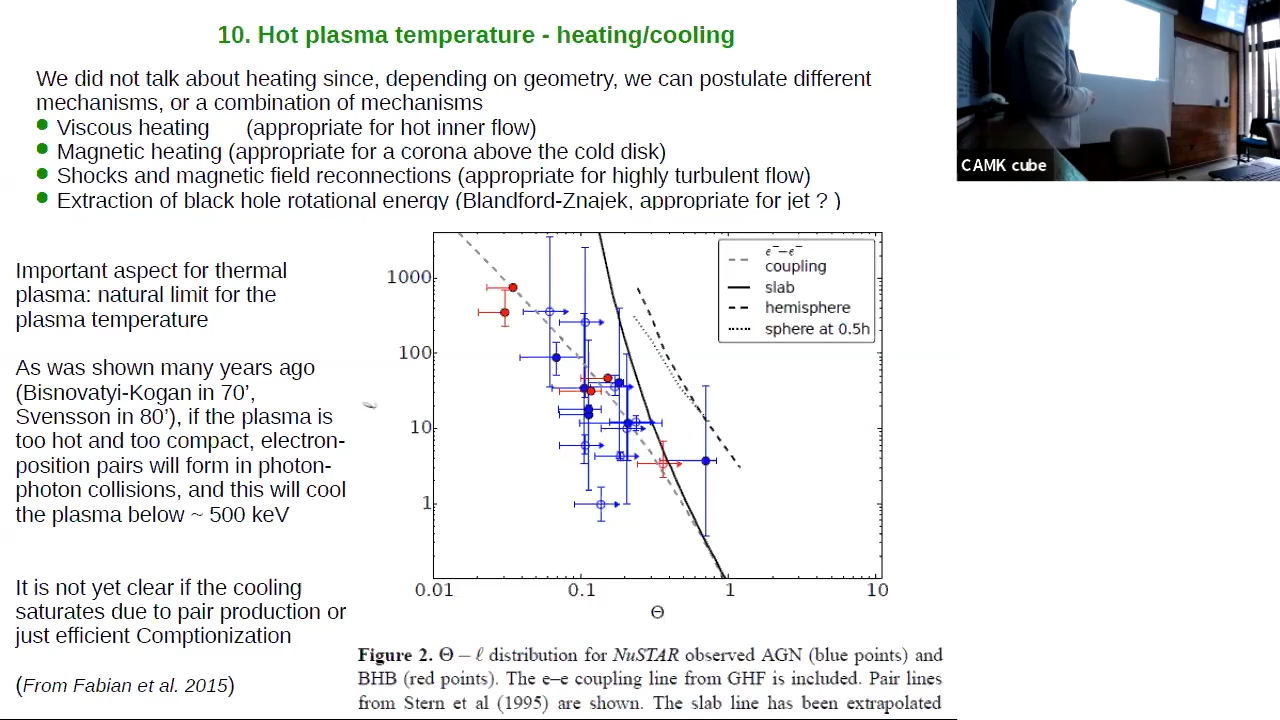 10. Hot plasma temperature - heating/cooling
We did not talk about heating since, depending on geometry, we can postulate different
mechanisms, or a combination of mechanisms
Viscous heating (appropriate for hot inner flow)
Magnetic heating (appropriate for a corona above the cold disk)
Shocks and magnetic field reconnections (appropriate for highly turbulent flow)
Extraction of black hole rotational energy (Blandford-Znajek, appropriate for jet ? )
CAMK cube
Important aspect for thermal
plasma: natural limit for the
plasma temperature
As was shown many years ago
(Bisnovatyi-Kogan in 70',
Svensson in 80'), if the plasma is
too hot and too compact, electron-
position pairs will form in photon-
photon collisions, and this will cool
the plasma below ~ 500 keV
It is not yet clear if the cooling
saturates due to pair production or
just efficient Comptionization
(From Fabian et al. 2015)
1000
100
10
1
0.01 0.1 1 10
Θ
e⁻−e⁻
coupling
slab
hemisphere
sphere at 0.5h
Figure 2. Θ − ℓ distribution for NuSTAR observed AGN (blue points) and
BHB (red points). The e–e coupling line from GHF is included. Pair lines
from Stern et al (1995) are shown. The slab line has been extrapolated